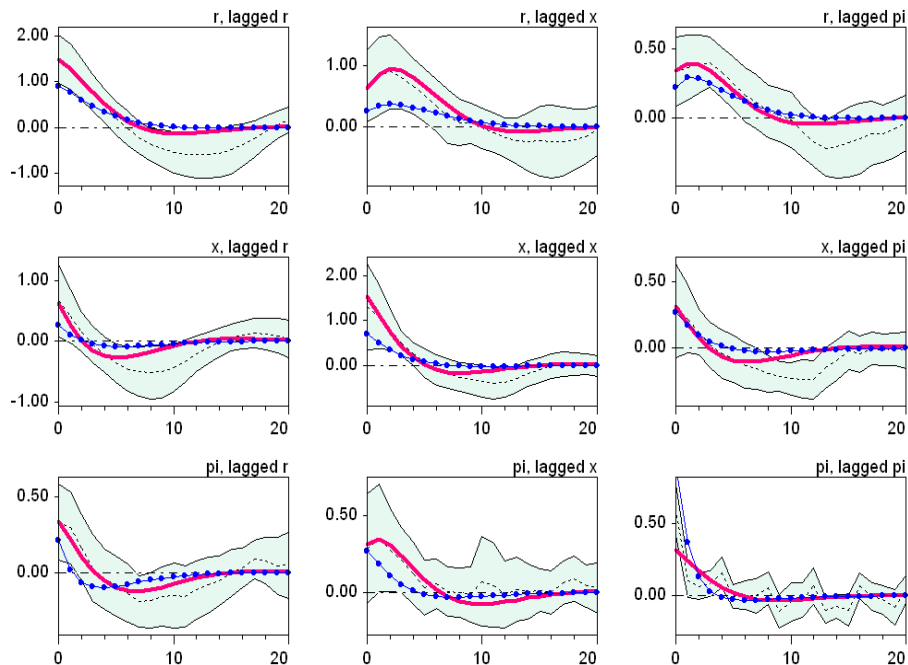 r, lagged r
2.00
1.00
0.00
-1.00
0 10 20
r, lagged x
1.00
0.00
0 10 20
r, lagged pi
0.50
0.00
0 10 20
x, lagged r
1.00
0.00
-1.00
0 10 20
x, lagged x
2.00
1.00
0.00
0 10 20
x, lagged pi
0.50
0.00
0 10 20
pi, lagged r
0.50
0.00
0 10 20
pi, lagged x
0.50
0.00
0 10 20
pi, lagged pi
0.50
0.00
0 10 20